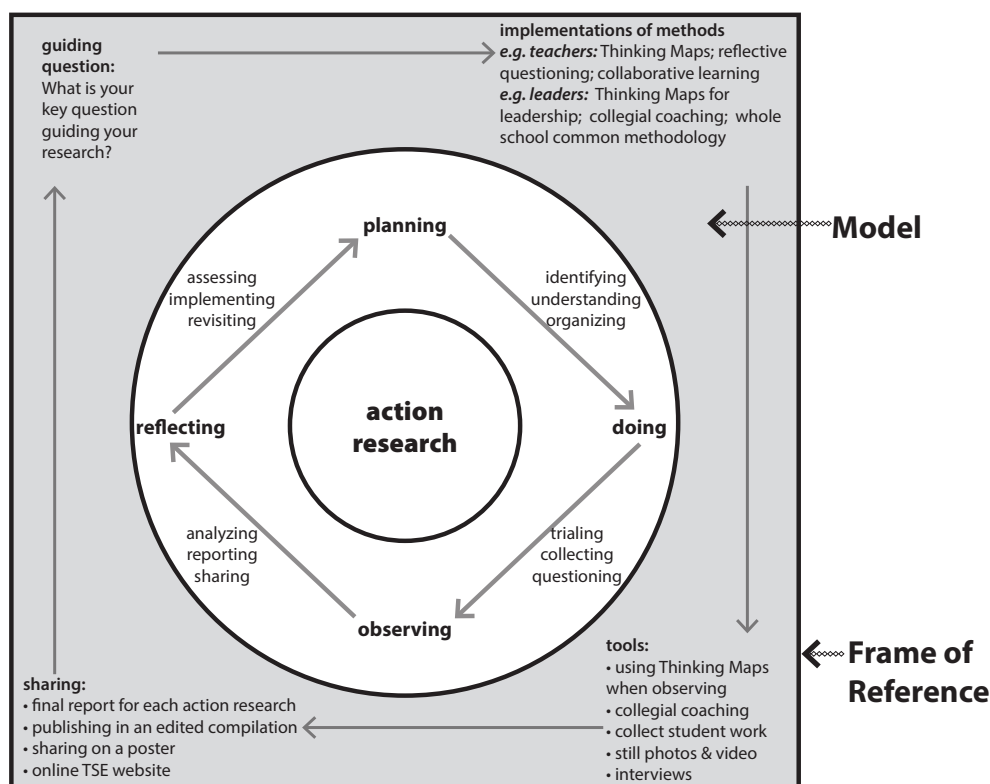 guiding
question:
What is your
key question
guiding your
research?
implementations of methods
e.g. teachers: Thinking Maps; reflective
questioning; collaborative learning
e.g. leaders: Thinking Maps for
leadership; collegial coaching; whole
school common methodology
Model
planning
assessing
implementing
revisiting
identifying
understanding
organizing
action
research
reflecting
doing
analyzing
reporting
sharing
trialing
collecting
questioning
observing
tools:
• using Thinking Maps
when observing
• collegial coaching
• collect student work
• still photos & video
• interviews
Frame of
Reference
sharing:
• final report for each action research
• publishing in an edited compilation
• sharing on a poster
• online TSE website